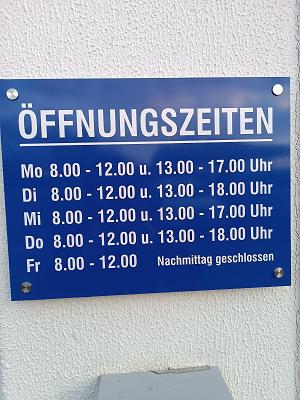 ÖFFNUNGSZEITEN
Mo 8.00 - 12.00 u. 13.00 - 17.00 Uhr
Di 8.00 - 12.00 u. 13.00 - 18.00 Uhr
Mi 8.00 - 12.00 u. 13.00 - 17.00 Uhr
Do 8.00 - 12.00 u. 13.00 - 18.00 Uhr
Fr 8.00 - 12.00 Nachmittag geschlossen